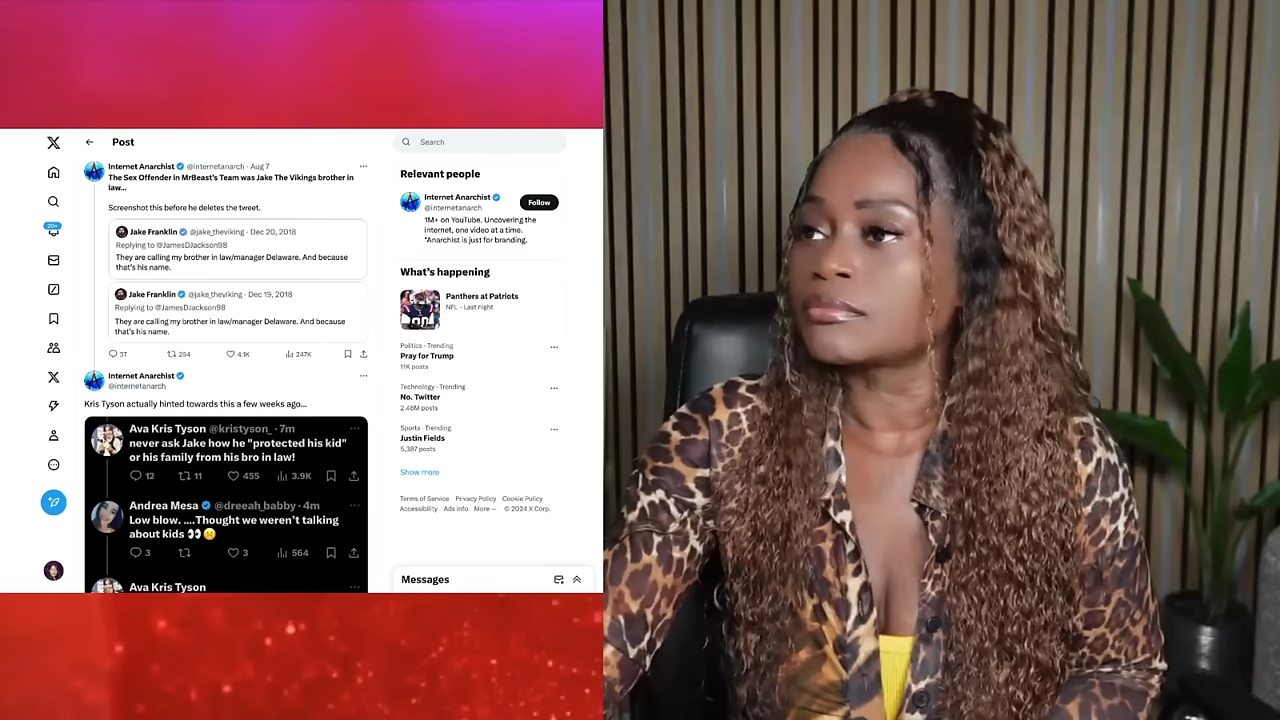 Post
Search
Internet Anarchist @internetanarch · Aug 7
The Sex Offender in MrBeast's Team was Jake The Vikings brother in
law...
Screenshot this before he deletes the tweet.
Jake Franklin @jake_theviking · Dec 20, 2018
Replying to @JamesDJackson98
They are calling my brother in law/manager Delaware. And because
that's his name.
Jake Franklin @jake_theviking · Dec 19, 2018
Replying to @JamesDJackson98
They are calling my brother in law/manager Delaware. And because
that's his name.
37 294 4.1K 247K
Internet Anarchist
@internetanarch
Kris Tyson actually hinted towards this a few weeks ago...
Ava Kris Tyson @kristyson_ · 7m
never ask Jake how he "protected his kid"
or his family from his bro in law!
12 11 455 3.9K
Andrea Mesa @dreeah_babby · 4m
Low blow. ....Thought we weren't talking
about kids 👀🙁
3 3 564
Ava Kris Tyson
20+
Relevant people
Internet Anarchist
@internetanarch
Follow
1M+ on YouTube. Uncovering the
internet, one video at a time.
*Anarchist is just for branding.
What's happening
Panthers at Patriots
NFL · Last night
Politics · Trending
Pray for Trump
11K posts
Technology · Trending
No. Twitter
2.48M posts
Sports · Trending
Justin Fields
5,387 posts
Show more
Terms of Service Privacy Policy Cookie Policy
Accessibility Ads info More ··· © 2024 X Corp.
Messages